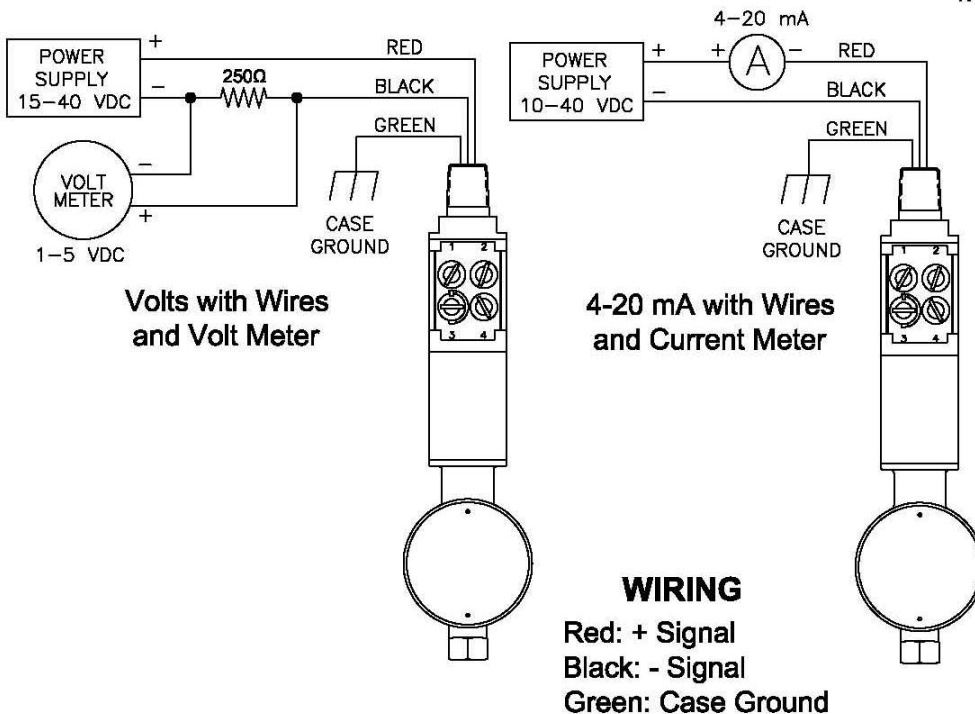 4-20 mA
+
RED
POWER
SUPPLY
15-40 VDC
-
250Ω
BLACK
GREEN
VOLT
METER
-
+
1-5 VDC
CASE
GROUND
1 2
3 4
Volts with Wires
and Volt Meter
POWER
SUPPLY
10-40 VDC
+
+
A
-
RED
-
BLACK
GREEN
CASE
GROUND
1 2
3 4
4-20 mA with Wires
and Current Meter
WIRING
Red: + Signal
Black: - Signal
Green: Case Ground